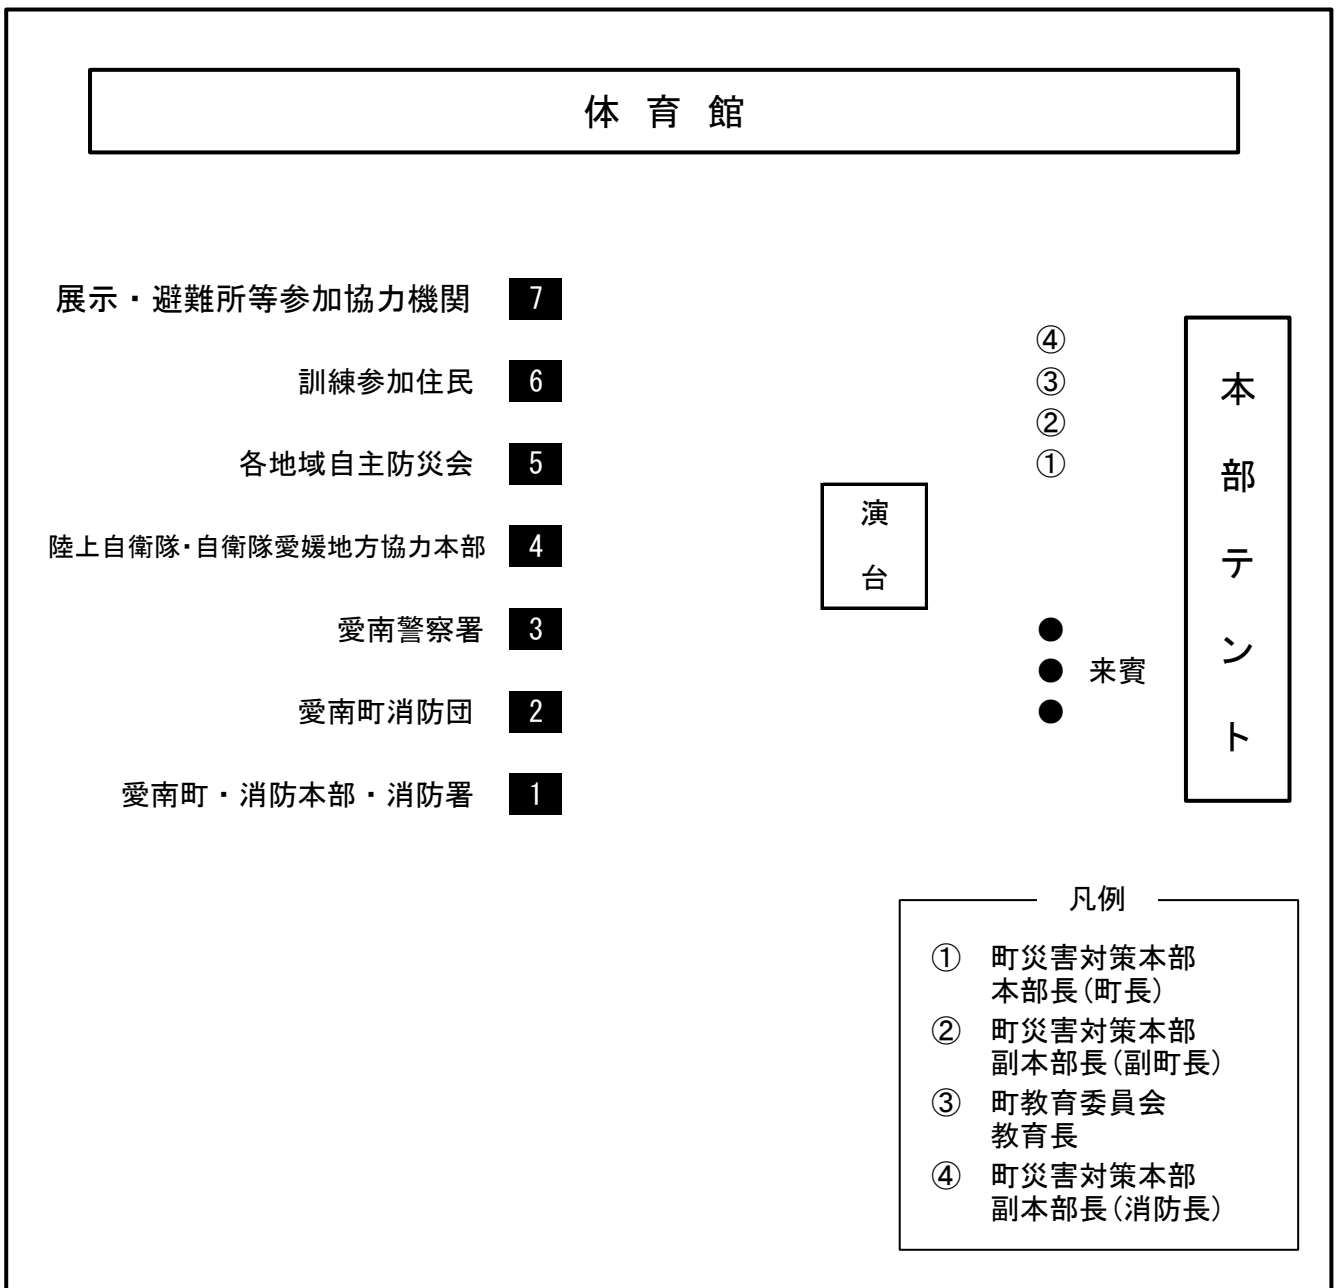 体育館
展示・避難所等参加協力機関 7
訓練参加住民 6
各地域自主防災会 5
陸上自衛隊・自衛隊愛媛地方協力本部 4
愛南警察署 3
愛南町消防団 2
愛南町・消防本部・消防署 1
④
③
②
①
演台
● 
● 来賓
●
本部テント
凡例
① 町災害対策本部
本部長(町長)
② 町災害対策本部
副本部長(副町長)
③ 町教育委員会
教育長
④ 町災害対策本部
副本部長(消防長)